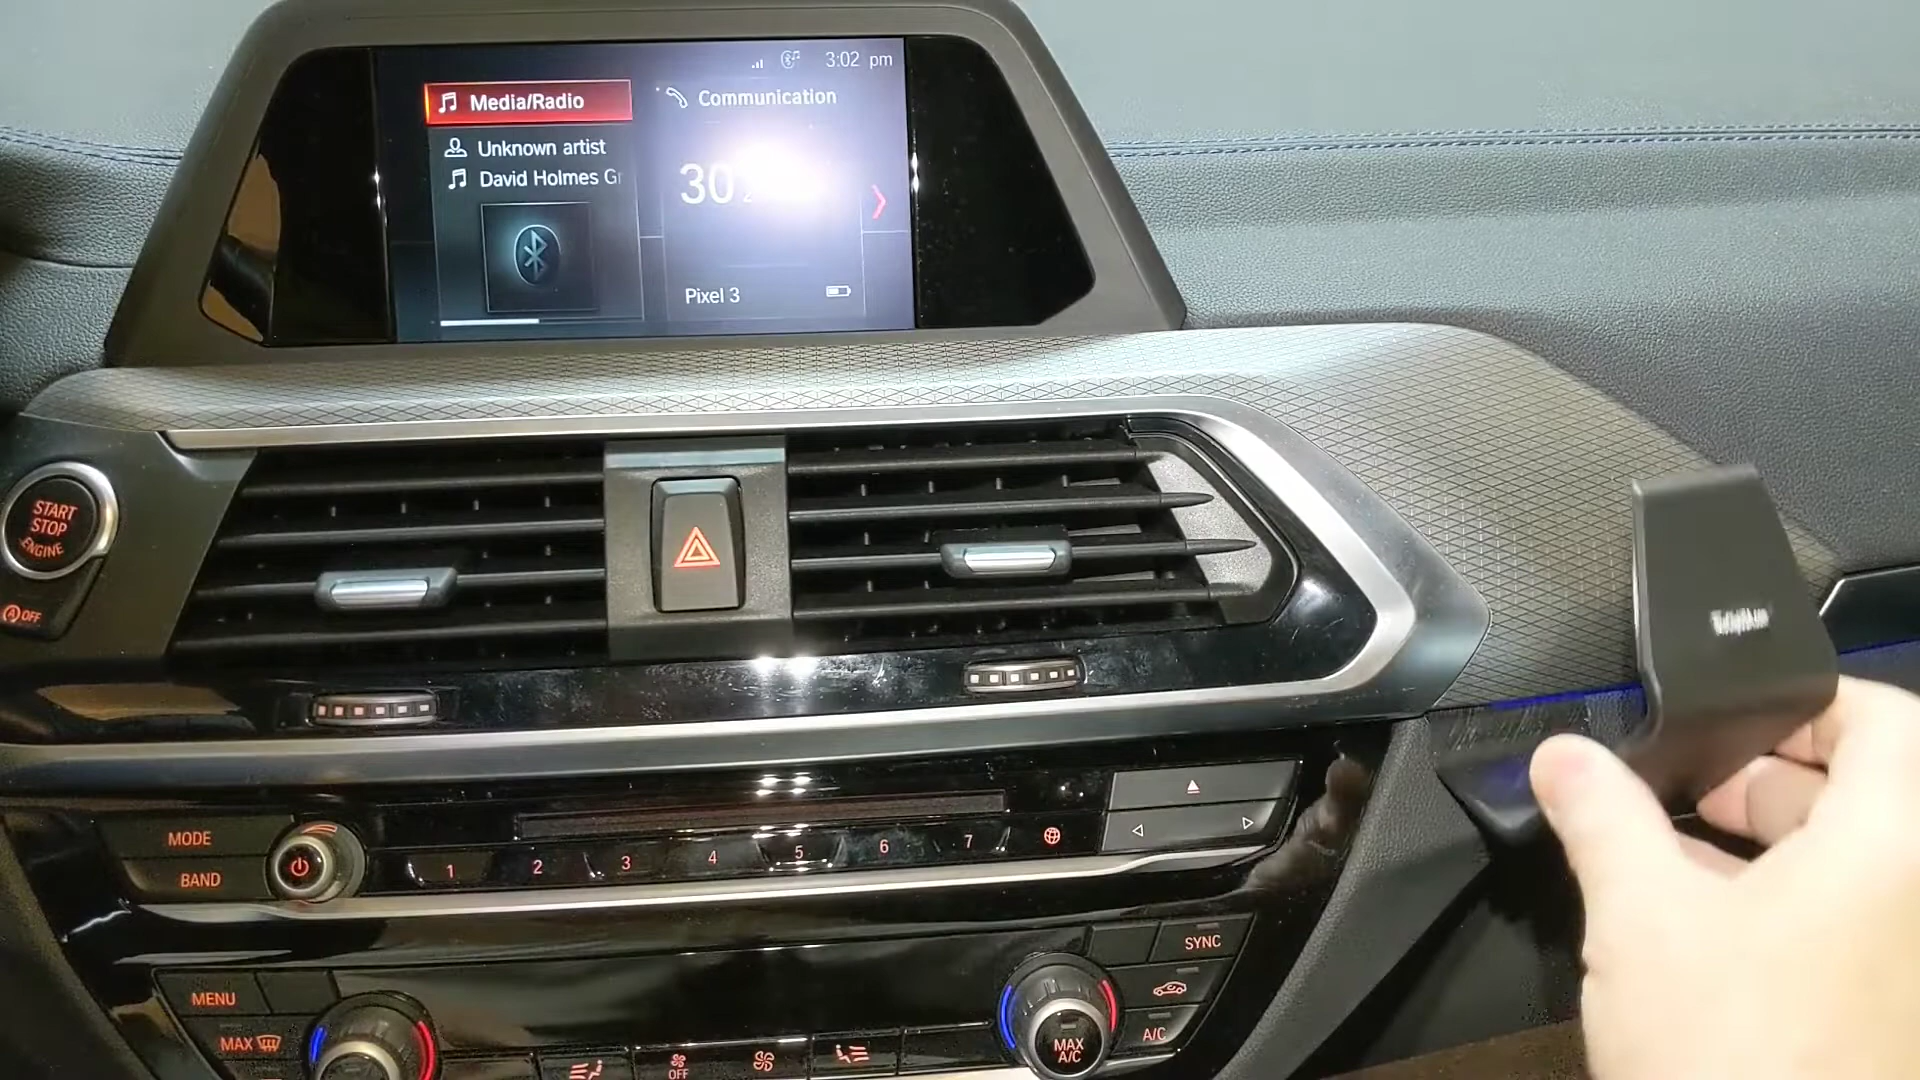 3:02 pm
Media/Radio
Communication
Unknown artist
David Holmes Gr
30
Pixel 3
START
STOP
ENGINE
A OFF
MODE
BAND
1 2 3 4 5 6 7
SYNC
MENU
MAX
A/C
MAX
A/C
OFF